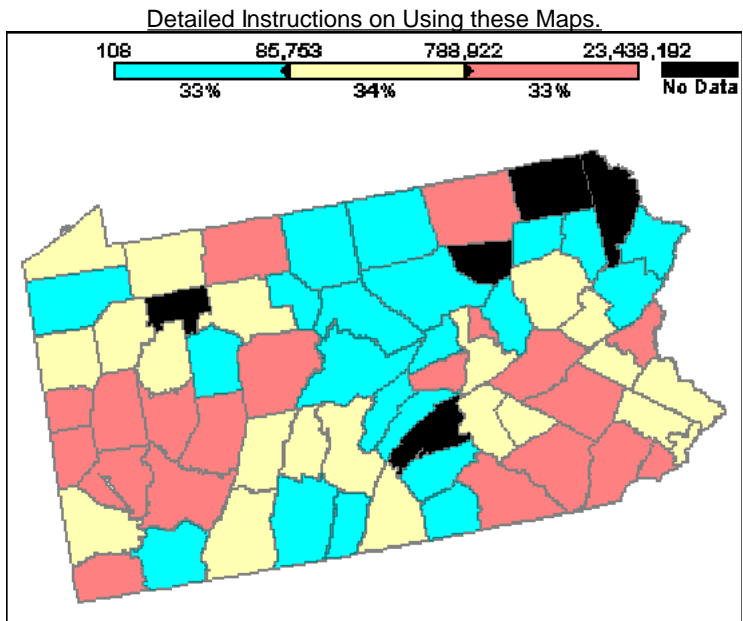 Detailed Instructions on Using these Maps.
108 85,753 788,922 23,438,192
33% 34% 33% No Data